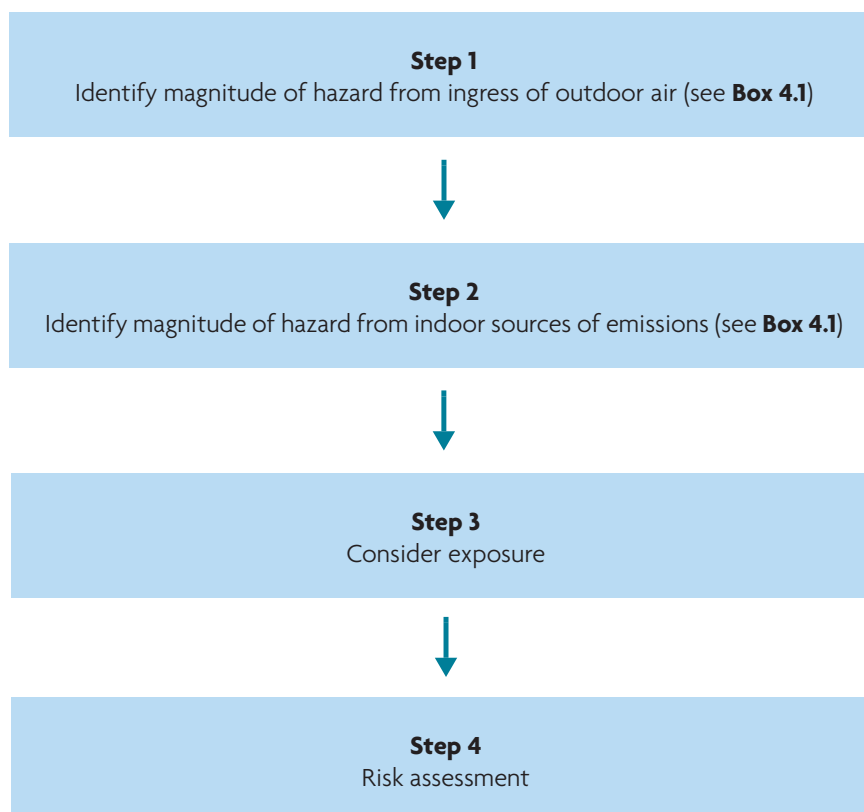 Step 1
Identify magnitude of hazard from ingress of outdoor air (see Box 4.1)
Step 2
Identify magnitude of hazard from indoor sources of emissions (see Box 4.1)
Step 3
Consider exposure
Step 4
Risk assessment